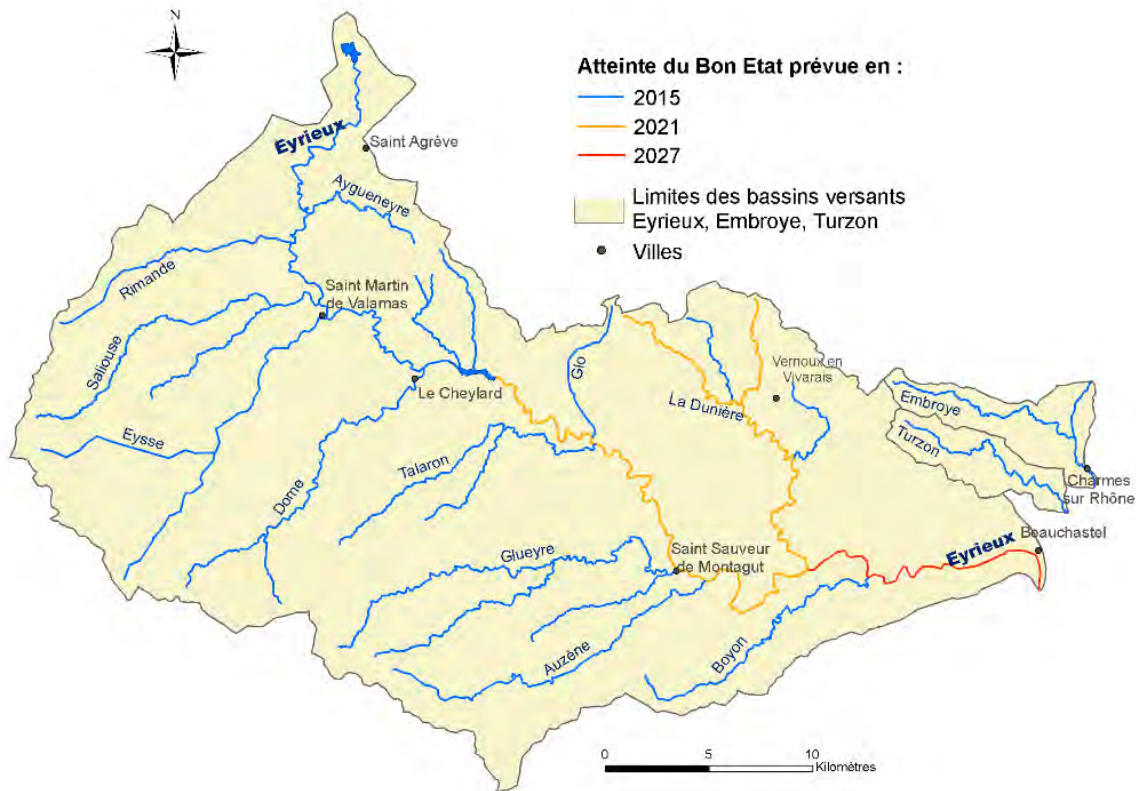 N
Atteinte du Bon Etat prévue en :
2015
2021
2027
Limites des bassins versants
Eyrieux, Embroye, Turzon
Villes
Eyrieux
Saint Agrève
Aygueneyre
Rimande
Saint Martin
de Valamas
Saliouse
Le Cheylard
Glo
Vernoux en
Vivarais
La Dunière
Embroye
Turzon
Charmes
sur Rhône
Eysse
Talaron
Dorne
Beauchastel
Eyrieux
Glueyre
Saint Sauveur
de Montagut
Auzène
Boyon
0 5 10
Kilomètres